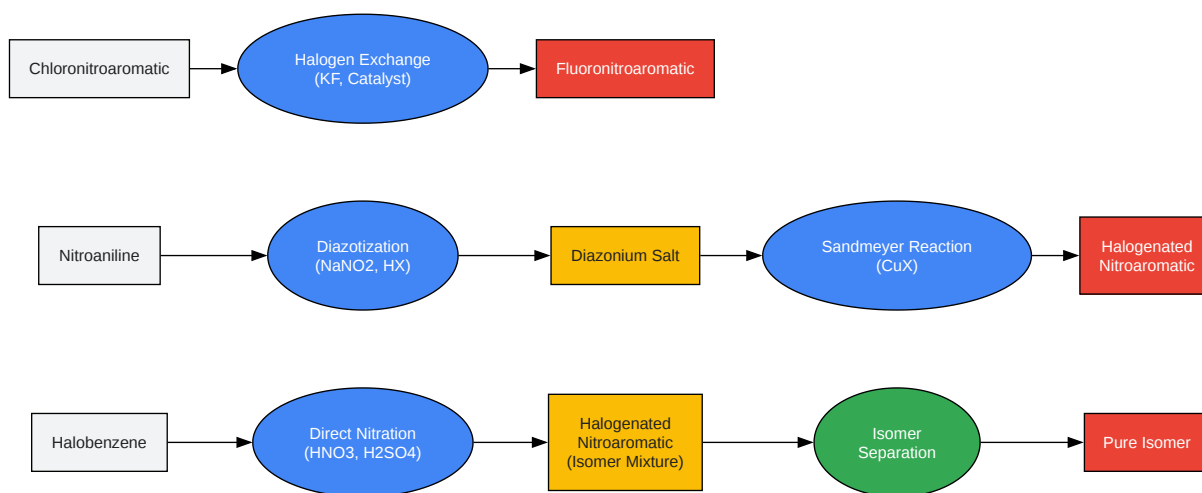 Chloronitroaromatic
Halogen Exchange
(KF, Catalyst)
Fluoronitroaromatic
Nitroaniline
Diazotization
(NaNO2, HX)
Diazonium Salt
Sandmeyer Reaction
(CuX)
Halogenated
Nitroaromatic
Halobenzene
Direct Nitration
(HNO3, H2SO4)
Halogenated
Nitroaromatic
(Isomer Mixture)
Isomer
Separation
Pure Isomer